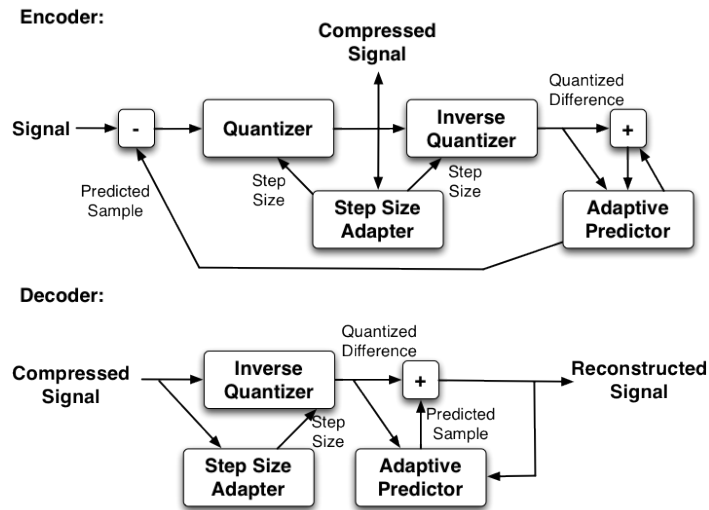 Encoder:
Compressed
Signal
Quantized
Difference
Signal
-
Quantizer
Inverse
Quantizer
+
Predicted
Sample
Step
Size
Step
Size
Step Size
Adapter
Adaptive
Predictor
Decoder:
Quantized
Difference
Compressed
Signal
Inverse
Quantizer
+
Reconstructed
Signal
Step
Size
Predicted
Sample
Step Size
Adapter
Adaptive
Predictor